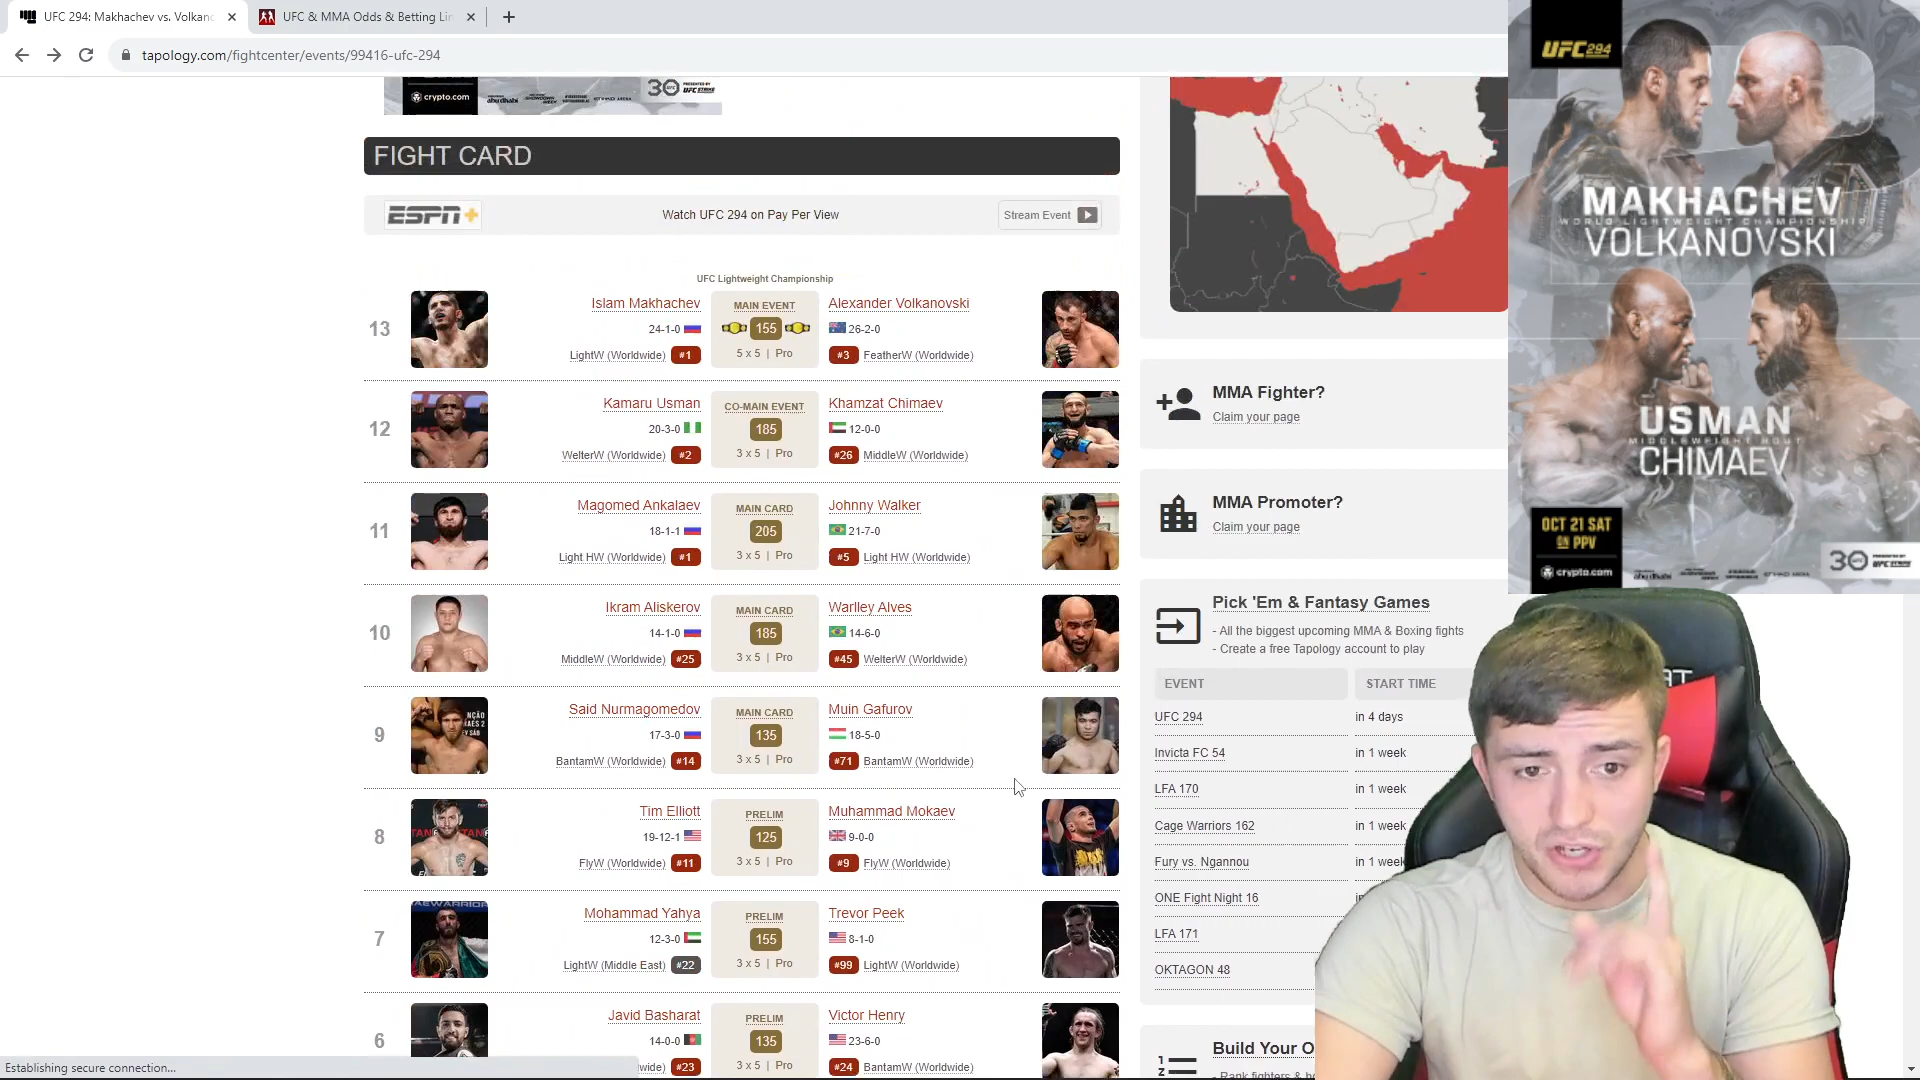 UFC 294: Makhachev vs. Volkano
UFC & MMA Odds & Betting Lin
tapology.com/fightcenter/events/99416-ufc-294
crypto.com
30
FIGHT CARD
ESPN+
Watch UFC 294 on Pay Per View
Stream Event
UFC Lightweight Championship
13
Islam Makhachev
MAIN EVENT
Alexander Volkanovski
24-1-0
155
26-2-0
LightW (Worldwide) #1
5 x 5 | Pro
#3 FeatherW (Worldwide)
12
Kamaru Usman
CO-MAIN EVENT
Khamzat Chimaev
20-3-0
185
12-0-0
WelterW (Worldwide) #2
3 x 5 | Pro
#26 MiddleW (Worldwide)
11
Magomed Ankalaev
MAIN CARD
Johnny Walker
18-1-1
205
21-7-0
Light HW (Worldwide) #1
3 x 5 | Pro
#5 Light HW (Worldwide)
10
Ikram Aliskerov
MAIN CARD
Warlley Alves
14-1-0
185
14-6-0
MiddleW (Worldwide) #25
3 x 5 | Pro
#45 WelterW (Worldwide)
9
Said Nurmagomedov
MAIN CARD
Muin Gafurov
17-3-0
135
18-5-0
BantamW (Worldwide) #14
3 x 5 | Pro
#71 BantamW (Worldwide)
8
Tim Elliott
PRELIM
Muhammad Mokaev
19-12-1
125
9-0-0
FlyW (Worldwide) #11
3 x 5 | Pro
#9 FlyW (Worldwide)
7
Mohammad Yahya
PRELIM
Trevor Peek
12-3-0
155
8-1-0
LightW (Middle East) #22
3 x 5 | Pro
#99 LightW (Worldwide)
6
Javid Basharat
PRELIM
Victor Henry
14-0-0
135
23-6-0
wide) #23
3 x 5 | Pro
#24 BantamW (Worldwide)
Establishing secure connection...
MMA Fighter?
Claim your page
MMA Promoter?
Claim your page
Pick 'Em & Fantasy Games
- All the biggest upcoming MMA & Boxing fights
- Create a free Tapology account to play
EVENT
START TIME
UFC 294
in 4 days
Invicta FC 54
in 1 week
LFA 170
in 1 week
Cage Warriors 162
in 1 week
Fury vs. Ngannou
in 1 week
ONE Fight Night 16
LFA 171
OKTAGON 48
Build Your O
UFC 294
MAKHACHEV
WORLD LIGHTWEIGHT CHAMPIONSHIP
VOLKANOVSKI
USMAN
MIDDLEWEIGHT BOUT
CHIMAEV
OCT 21 SAT
ON PPV
crypto.com
30